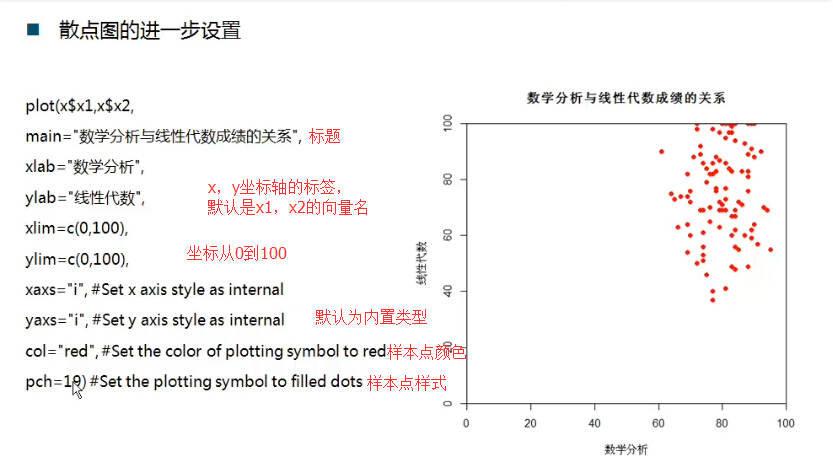 散点图的进一步设置
plot(x$x1,x$x2,
main="数学分析与线性代数成绩的关系", 标题
xlab="数学分析",
ylab="线性代数",
x，y坐标轴的标签，
默认是x1，x2的向量名
xlim=c(0,100),
ylim=c(0,100),
坐标从0到100
xaxs="i", #Set x axis style as internal
yaxs="i", #Set y axis style as internal
默认为内置类型
col="red", #Set the color of plotting symbol to red样本点颜色
pch=19) #Set the plotting symbol to filled dots 样本点样式
数学分析与线性代数成绩的关系
线性代数
100
80
60
40
0
0 20 40 60 80 100
数学分析